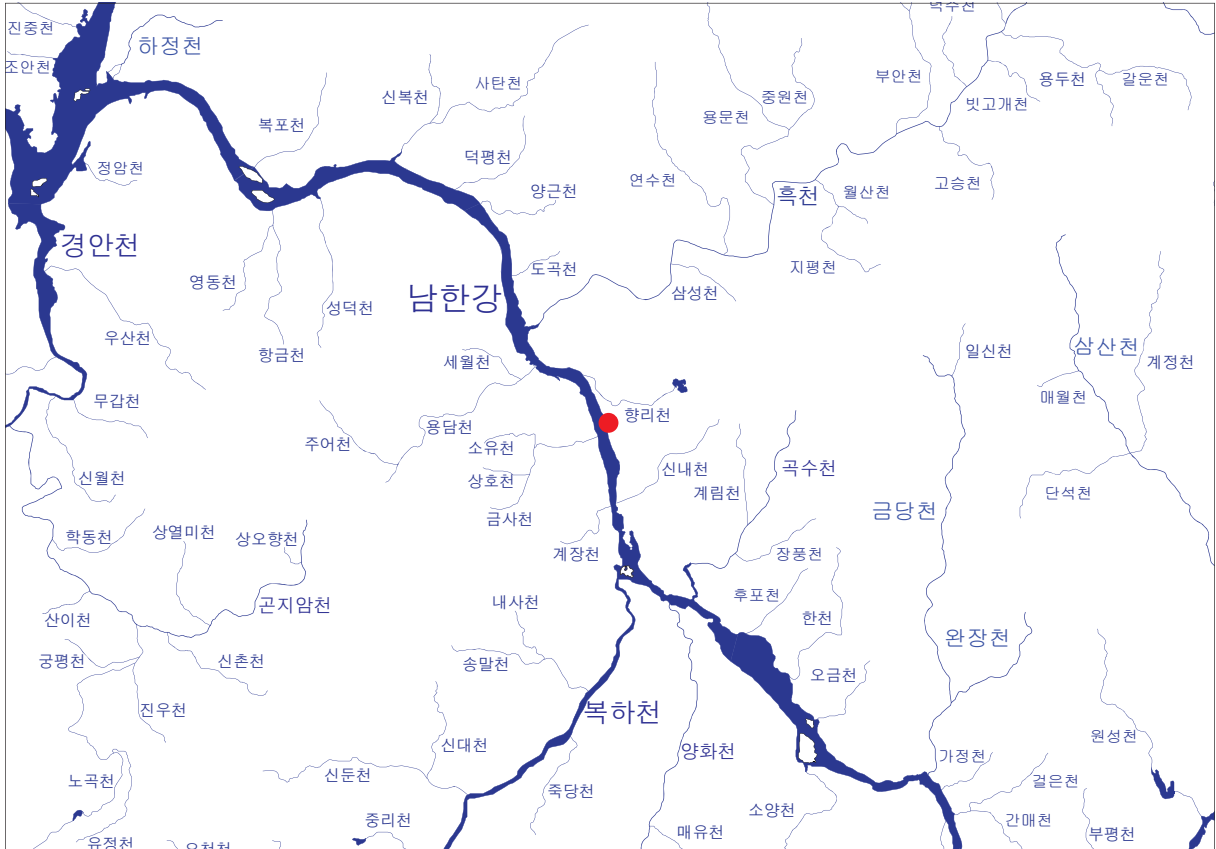 덕수천
진중천
하정천
조안천
사탄천
부안천
용두천
갈운천
신복천
중원천
빗고개천
용문천
복포천
덕평천
정암천
연수천
고승천
양근천
월산천
흑천
경안천
지평천
도곡천
영동천
삼성천
남한강
성덕천
우산천
삼산천
일신천
항금천
세월천
계정천
매월천
무갑천
향리천
용담천
주어천
소유천
신내천
곡수천
신월천
상호천
계림천
단석천
금당천
금사천
상열미천
학동천
상오향천
계장천
장풍천
후포천
내사천
곤지암천
산이천
한천
완장천
궁평천
신촌천
송말천
오금천
진우천
복하천
원성천
신대천
양화천
가정천
신둔천
노곡천
걸은천
죽당천
소양천
중리천
간매천
매유천
부평천
유정천